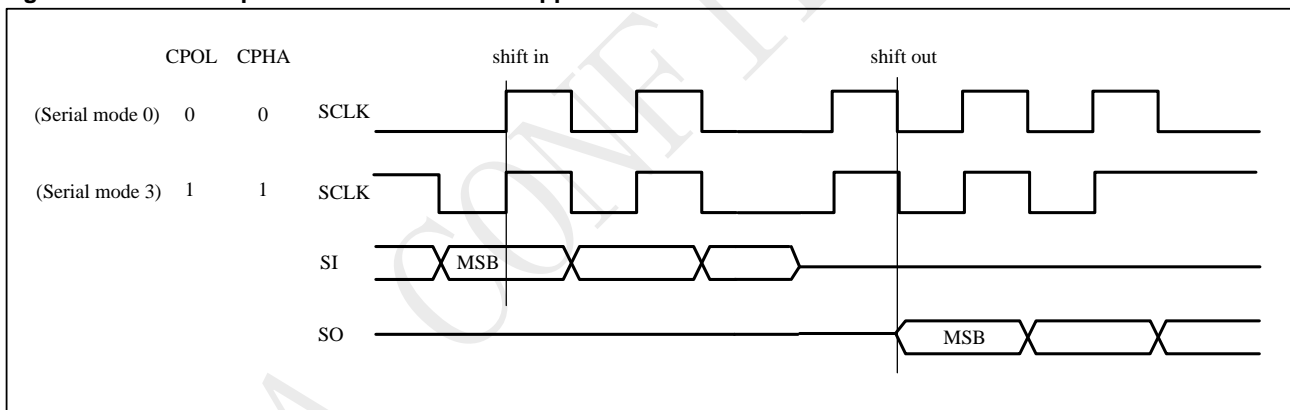 CPOL CPHA shift in shift out
(Serial mode 0) 0 0 SCLK
(Serial mode 3) 1 1 SCLK
SI MSB
SO MSB